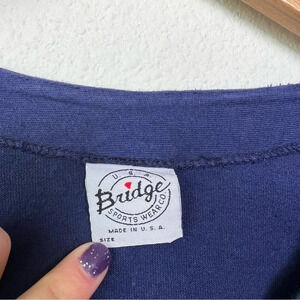 U.S.A.
Bridge
SPORTS WEAR CO.
MADE IN U.S.A.
SIZE